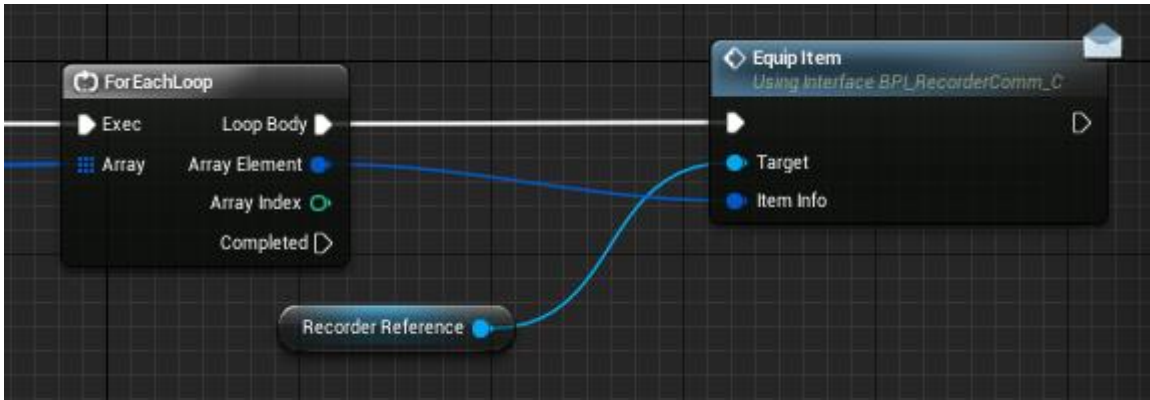 ForEachLoop
Exec
Loop Body
Array
Array Element
Array Index
Completed
Equip Item
Using Interface BPI_RecorderComm_C
Target
Item Info
Recorder Reference